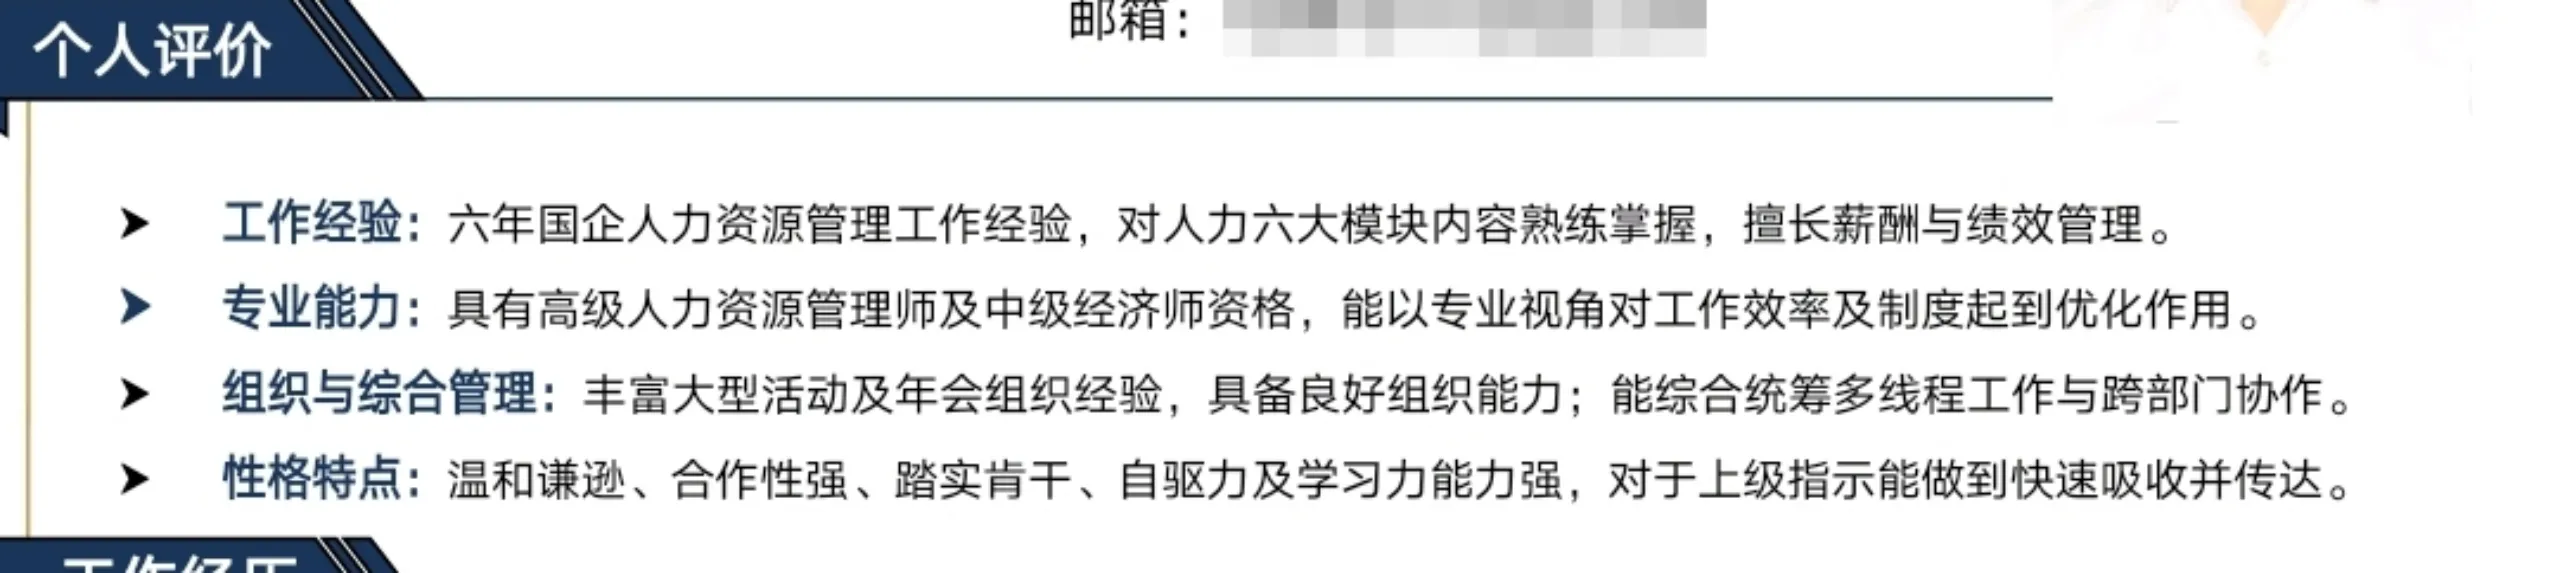 邮箱：
个人评价
工作经验：六年国企人力资源管理工作经验，对人力六大模块内容熟练掌握，擅长薪酬与绩效管理。
专业能力：具有高级人力资源管理师及中级经济师资格，能以专业视角对工作效率及制度起到优化作用。
组织与综合管理：丰富大型活动及年会组织经验，具备良好组织能力；能综合统筹多线程工作与跨部门协作。
性格特点：温和谦逊、合作性强、踏实肯干、自驱力及学习力能力强，对于上级指示能做到快速吸收并传达。
工作经历